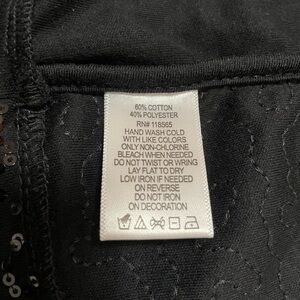 60% COTTON
40% POLYESTER
RN# 118565
HAND WASH COLD
WITH LIKE COLORS
ONLY NON-CHLORINE
BLEACH WHEN NEEDED
DO NOT TWIST OR WRING
LAY FLAT TO DRY
LOW IRON IF NEEDED
ON REVERSE
DO NOT IRON
ON DECORATION